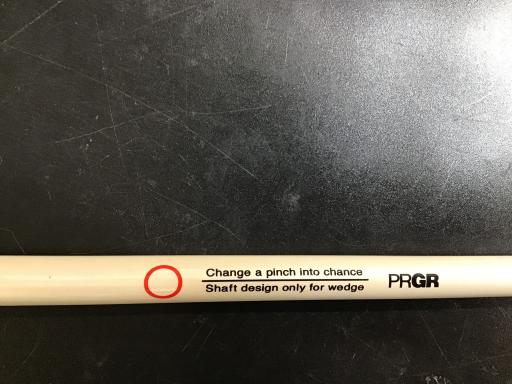 Change a pinch into chance
Shaft design only for wedge
PRGR